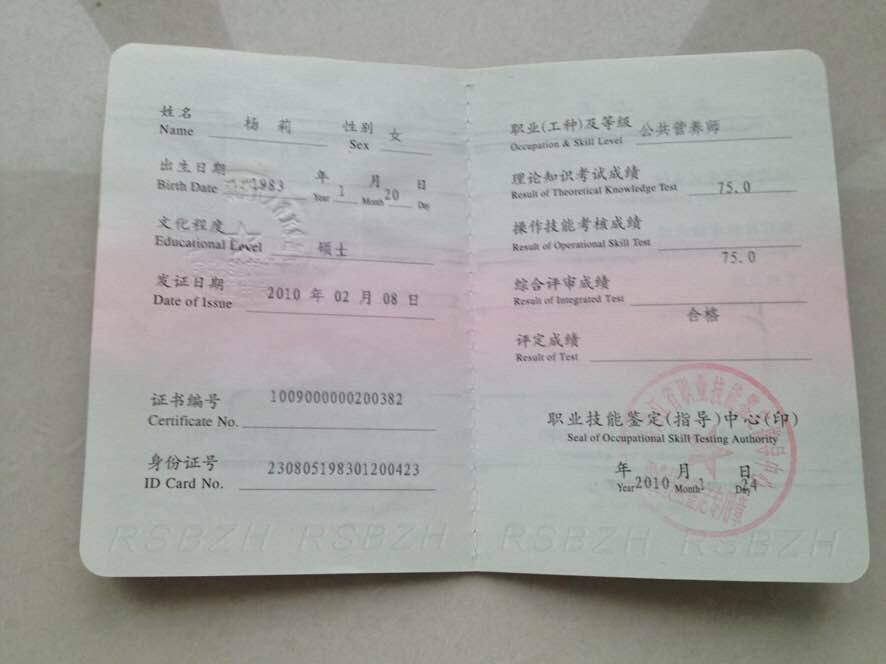 姓名 杨莉 性别 女
Name Sex
出生日期 1983 年 1 月 20 日
Birth Date Year Month Day
文化程度
Educational Level 硕士
发证日期 2010 年 02 月 08 日
Date of Issue
证书编号 1009000000200382
Certificate No.
身份证号 230805198301200423
ID Card No.
RSBZH RSBZH
职业(工种)及等级 公共营养师
Occupation & Skill Level
理论知识考试成绩
Result of Theoretical Knowledge Test 75.0
操作技能考核成绩
Result of Operational Skill Test
75.0
综合评审成绩
Result of Integrated Test
合格
评定成绩
Result of Test
职业技能鉴定(指导)中心(印)
Seal of Occupational Skill Testing Authority
年 月 日
Year 2010 Month 1 Day 24
RSBZH RSBZH